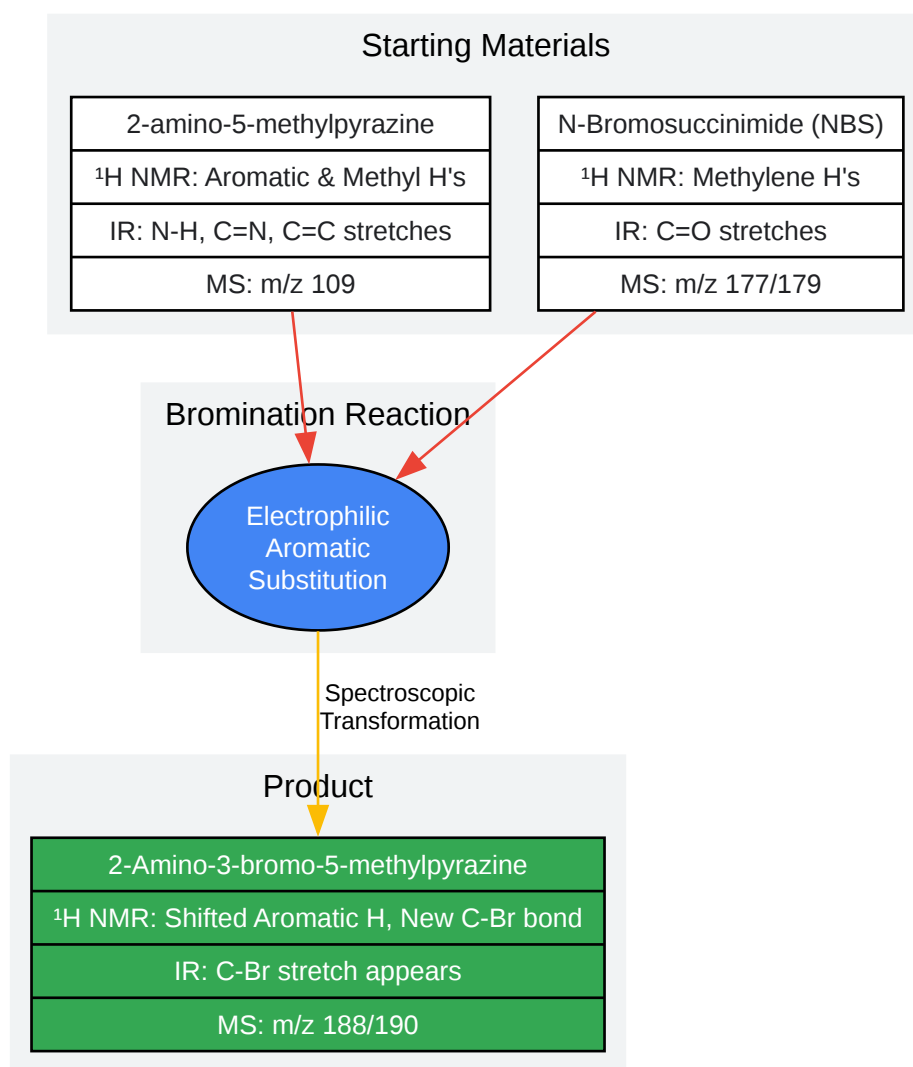 Starting Materials
2-amino-5-methylpyrazine
¹H NMR: Aromatic & Methyl H's
IR: N-H, C=N, C=C stretches
MS: m/z 109
N-Bromosuccinimide (NBS)
¹H NMR: Methylene H's
IR: C=O stretches
MS: m/z 177/179
Bromination Reaction
Electrophilic
Aromatic
Substitution
Spectroscopic
Transformation
Product
2-Amino-3-bromo-5-methylpyrazine
¹H NMR: Shifted Aromatic H, New C-Br bond
IR: C-Br stretch appears
MS: m/z 188/190